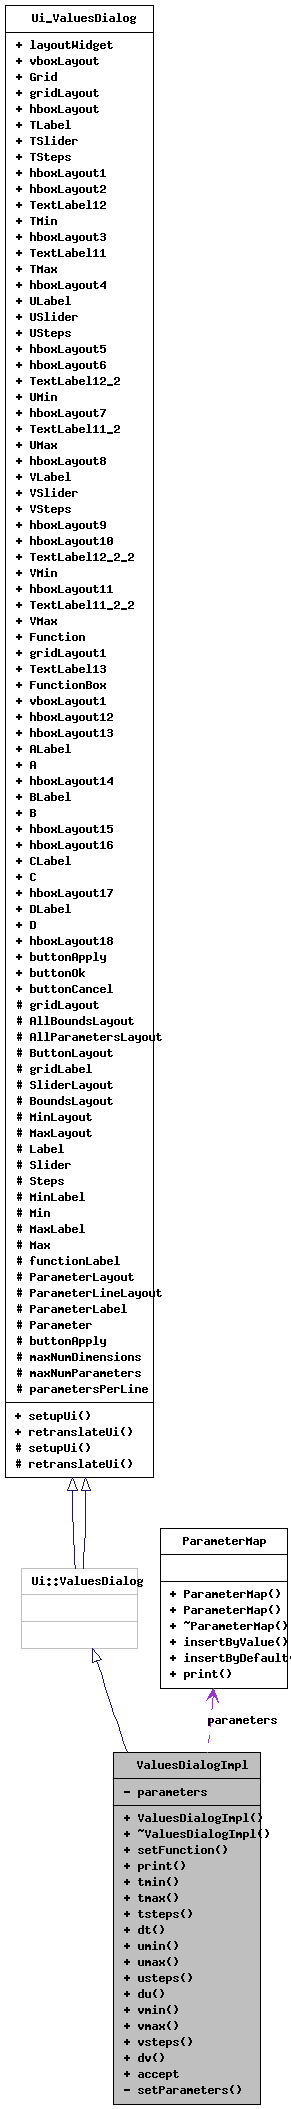 Ui_ValuesDialog
+ layoutWidget
+ vboxLayout
+ Grid
+ gridLayout
+ hboxLayout
+ TLabel
+ TSlider
+ TSteps
+ hboxLayout1
+ hboxLayout2
+ TextLabel12
+ TMin
+ hboxLayout3
+ TextLabel11
+ TMax
+ hboxLayout4
+ ULabel
+ USlider
+ USteps
+ hboxLayout5
+ hboxLayout6
+ TextLabel12_2
+ UMin
+ hboxLayout7
+ TextLabel11_2
+ UMax
+ hboxLayout8
+ VLabel
+ VSlider
+ VSteps
+ hboxLayout9
+ hboxLayout10
+ TextLabel12_2_2
+ VMin
+ hboxLayout11
+ TextLabel11_2_2
+ VMax
+ Function
+ gridLayout1
+ TextLabel13
+ FunctionBox
+ vboxLayout1
+ hboxLayout12
+ hboxLayout13
+ ALabel
+ A
+ hboxLayout14
+ BLabel
+ B
+ hboxLayout15
+ hboxLayout16
+ CLabel
+ C
+ hboxLayout17
+ DLabel
+ D
+ hboxLayout18
+ buttonApply
+ buttonOk
+ buttonCancel
# gridLayout
# AllBoundsLayout
# AllParametersLayout
# ButtonLayout
# gridLabel
# SliderLayout
# BoundsLayout
# MinLayout
# MaxLayout
# Label
# Slider
# Steps
# MinLabel
# Min
# MaxLabel
# Max
# functionLabel
# ParameterLayout
# ParameterLineLayout
# ParameterLabel
# Parameter
# buttonApply
# maxNumDimensions
# maxNumParameters
# parametersPerLine
+ setupUi()
+ retranslateUi()
# setupUi()
# retranslateUi()
Ui::ValuesDialog
ParameterMap
+ ParameterMap()
+ ParameterMap()
+ ~ParameterMap()
+ insertByValue()
+ insertByDefault(
+ print()
parameters
ValuesDialogImpl
- parameters
+ ValuesDialogImpl()
+ ~ValuesDialogImpl()
+ setFunction()
+ print()
+ tmin()
+ tmax()
+ tsteps()
+ dt()
+ umin()
+ umax()
+ usteps()
+ du()
+ vmin()
+ vmax()
+ vsteps()
+ dv()
+ accept
- setParameters()